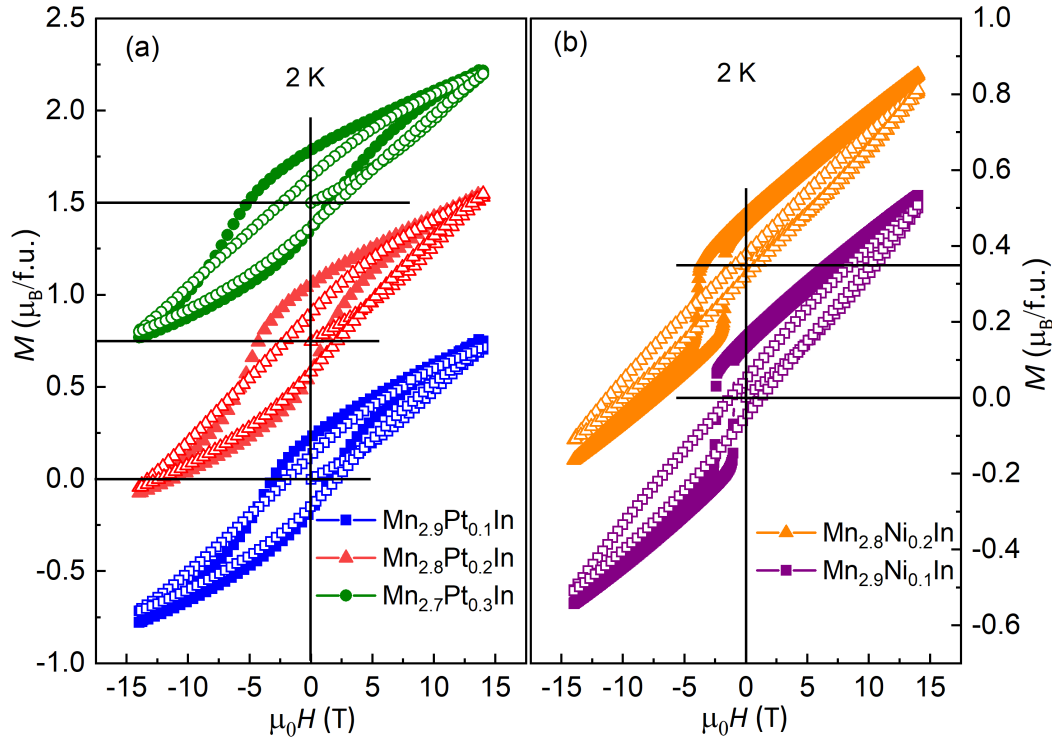 (a)
2 K
2.5
2.0
1.5
1.0
0.5
0.0
-0.5
-1.0
M (μB/f.u.)
-15 -10 -5 0 5 10 15
μ0H (T)
Mn2.9Pt0.1In
Mn2.8Pt0.2In
Mn2.7Pt0.3In
(b)
2 K
1.0
0.8
0.6
0.4
0.2
0.0
-0.2
-0.4
-0.6
M (μB/f.u.)
-15 -10 -5 0 5 10 15
μ0H (T)
Mn2.8Ni0.2In
Mn2.9Ni0.1In